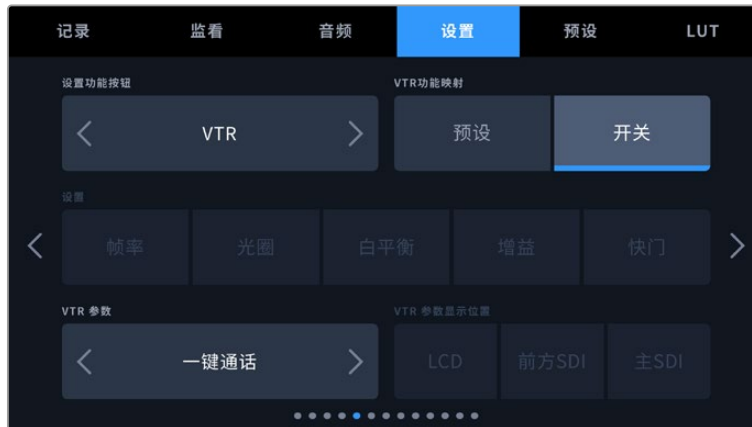 记录 监看 音频 设置 预设 LUT
设置功能按钮 VTR功能映射
VTR 预设 开关
设置
帧率 光圈 白平衡 增益 快门
VTR 参数 VTR 参数显示位置
一键通话 LCD 前方SDI 主SDI